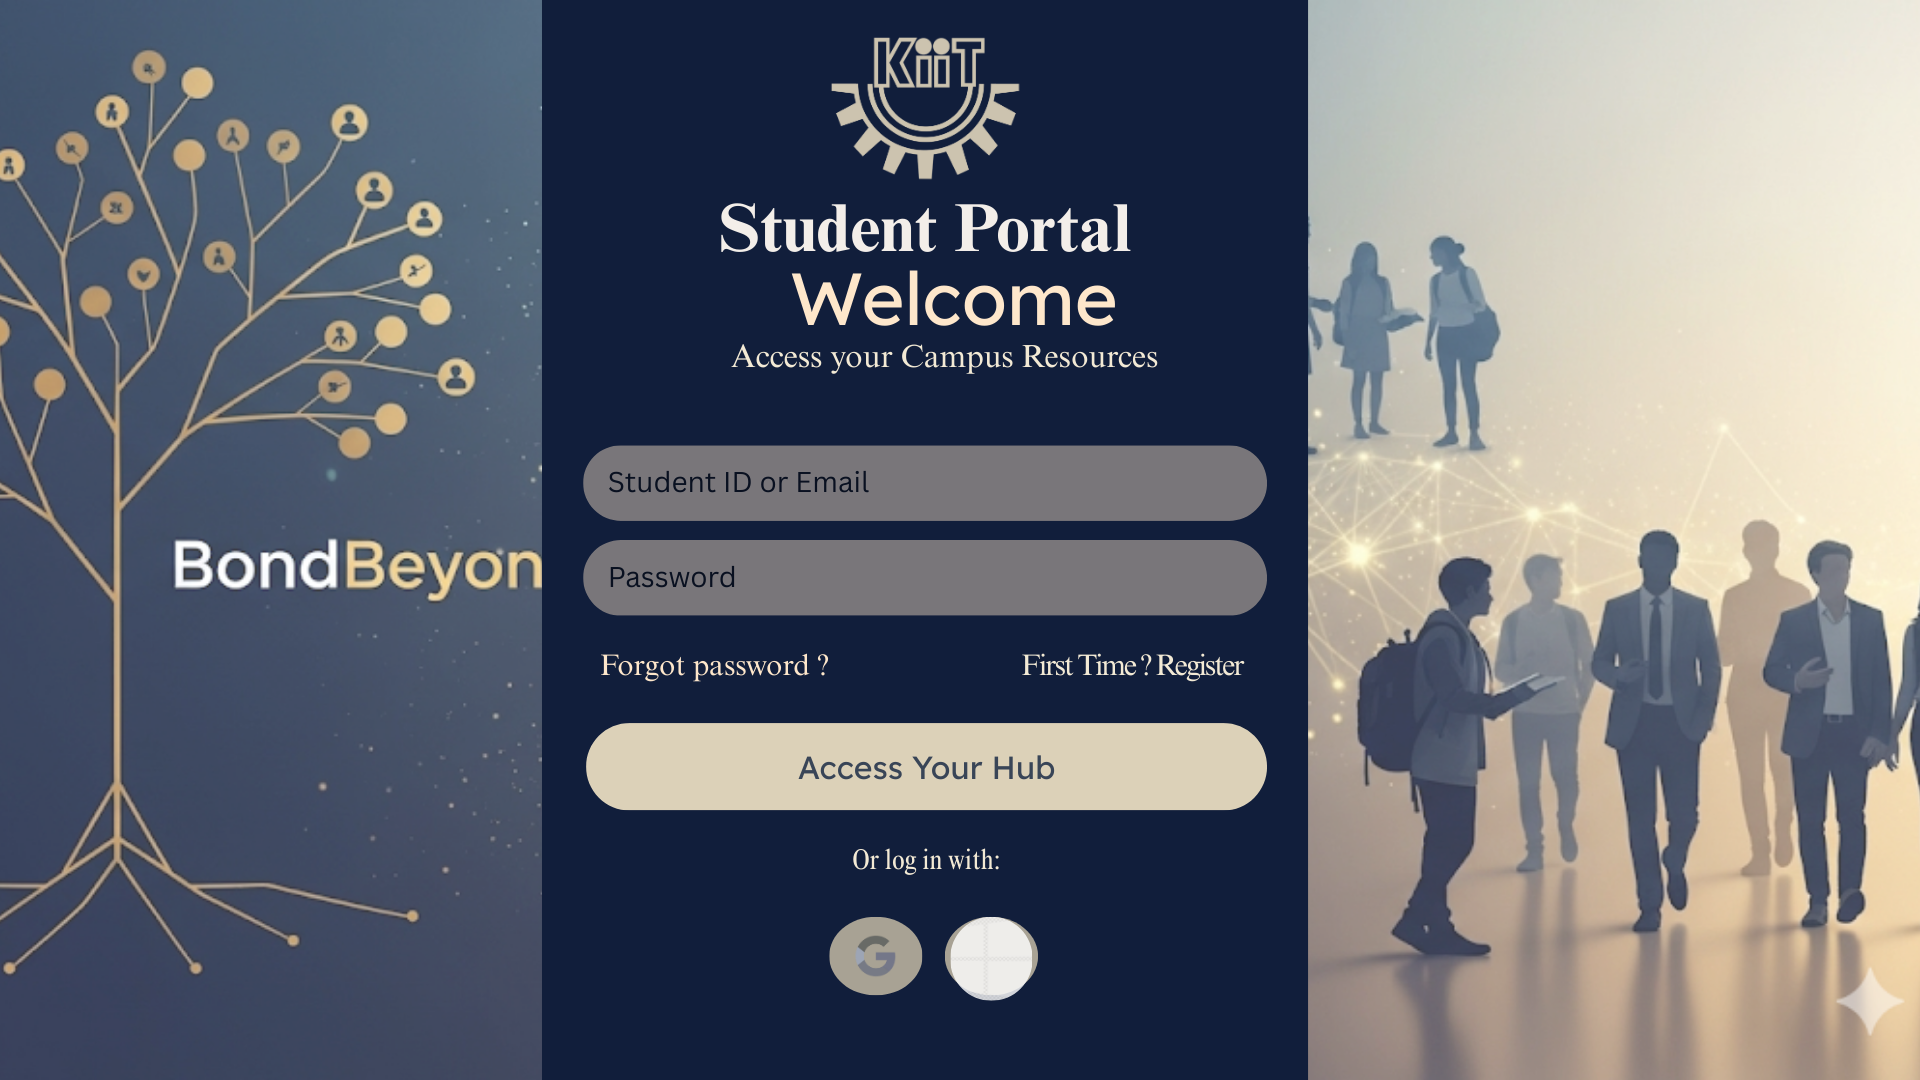 KiiT
Student Portal
Welcome
Access your Campus Resources
BondBeyon
Student ID or Email
Password
Forgot password ?
First Time ? Register
Access Your Hub
Or log in with:
G